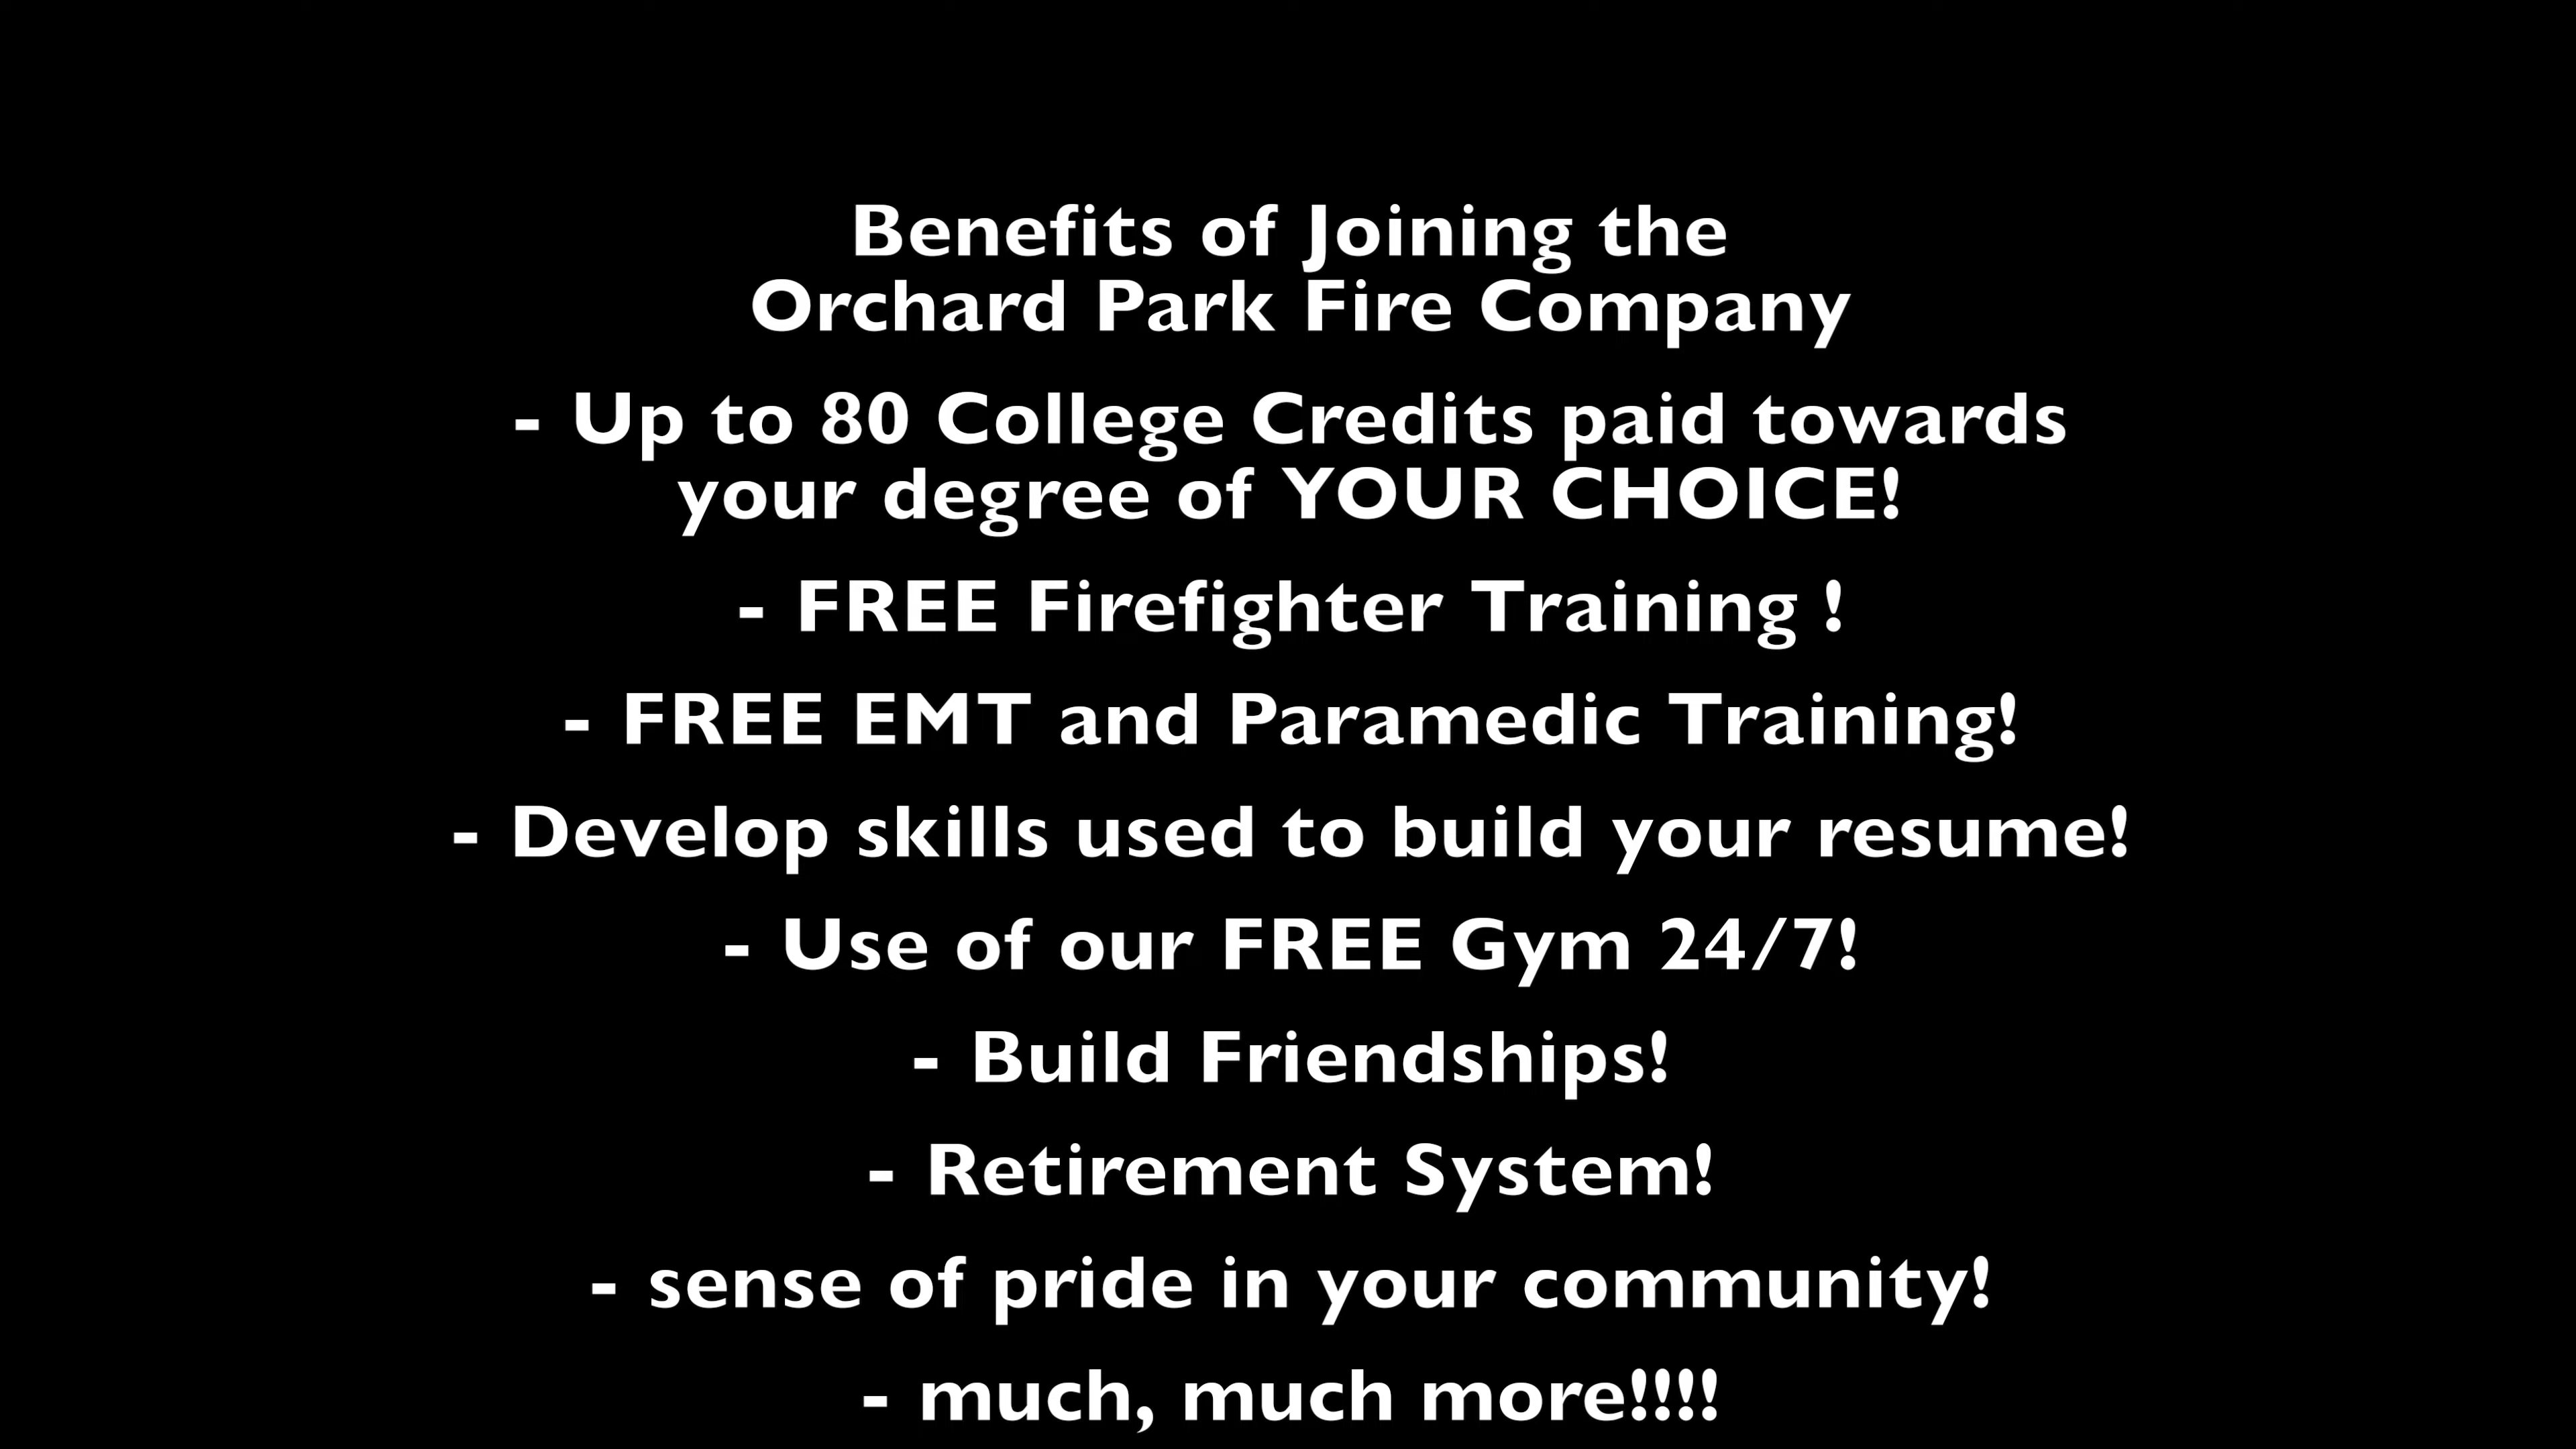 Benefits of Joining the
Orchard Park Fire Company
- Up to 80 College Credits paid towards
your degree of YOUR CHOICE!
- FREE Firefighter Training !
- FREE EMT and Paramedic Training!
- Develop skills used to build your resume!
- Use of our FREE Gym 24/7!
- Build Friendships!
- Retirement System!
- sense of pride in your community!
- much, much more!!!!